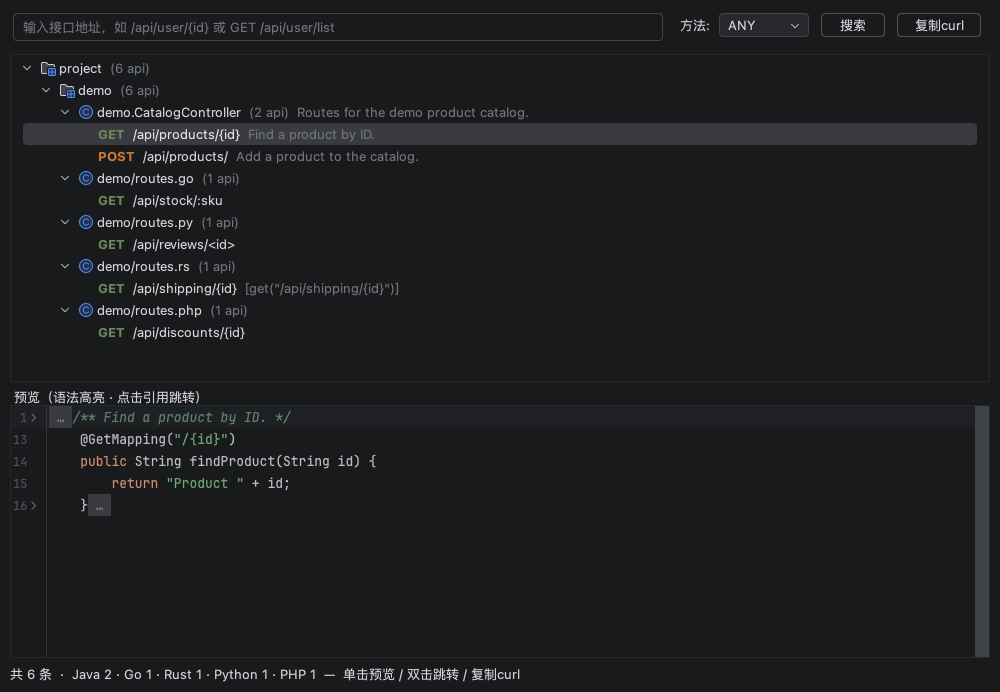 输入接口地址，如 /api/user/{id} 或 GET /api/user/list 方法: ANY 搜索 复制curl
project (6 api)
demo (6 api)
demo.CatalogController (2 api) Routes for the demo product catalog.
GET /api/products/{id} Find a product by ID.
POST /api/products/ Add a product to the catalog.
demo/routes.go (1 api)
GET /api/stock/:sku
demo/routes.py (1 api)
GET /api/reviews/<id>
demo/routes.rs (1 api)
GET /api/shipping/{id} [get("/api/shipping/{id}")]
demo/routes.php (1 api)
GET /api/discounts/{id}
预览（语法高亮 · 点击引用跳转）
1 … /** Find a product by ID. */
13 @GetMapping("/{id}")
14 public String findProduct(String id) {
15 return "Product " + id;
16 } …
共 6 条 · Java 2 · Go 1 · Rust 1 · Python 1 · PHP 1 — 单击预览 / 双击跳转 / 复制curl